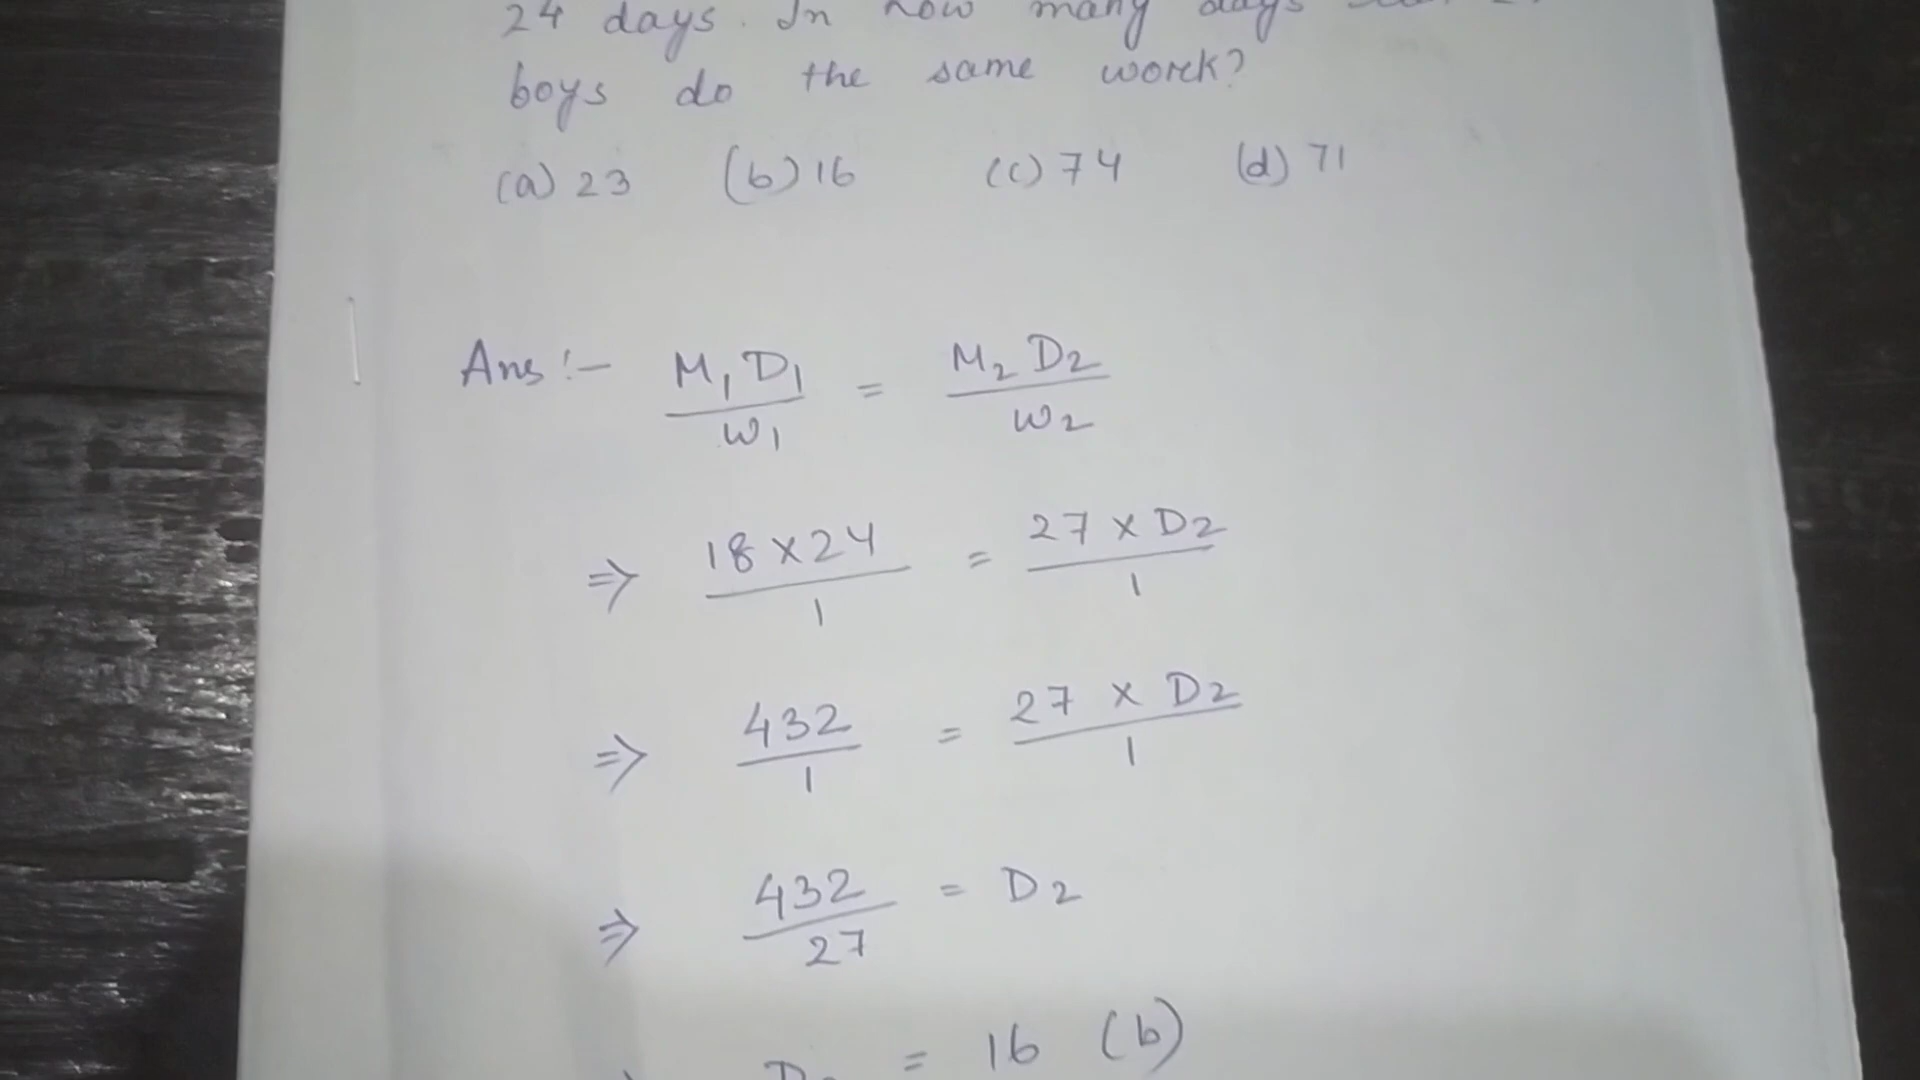 24 days. In how many days
boys do the same work?
(a) 23 (b) 16 (c) 74 (d) 71
Ans :- M₁ D₁ / W₁ = M₂ D₂ / W₂
⇒ 18 × 24 / 1 = 27 × D₂ / 1
⇒ 432 / 1 = 27 × D₂ / 1
⇒ 432 / 27 = D₂
= 16 (b)